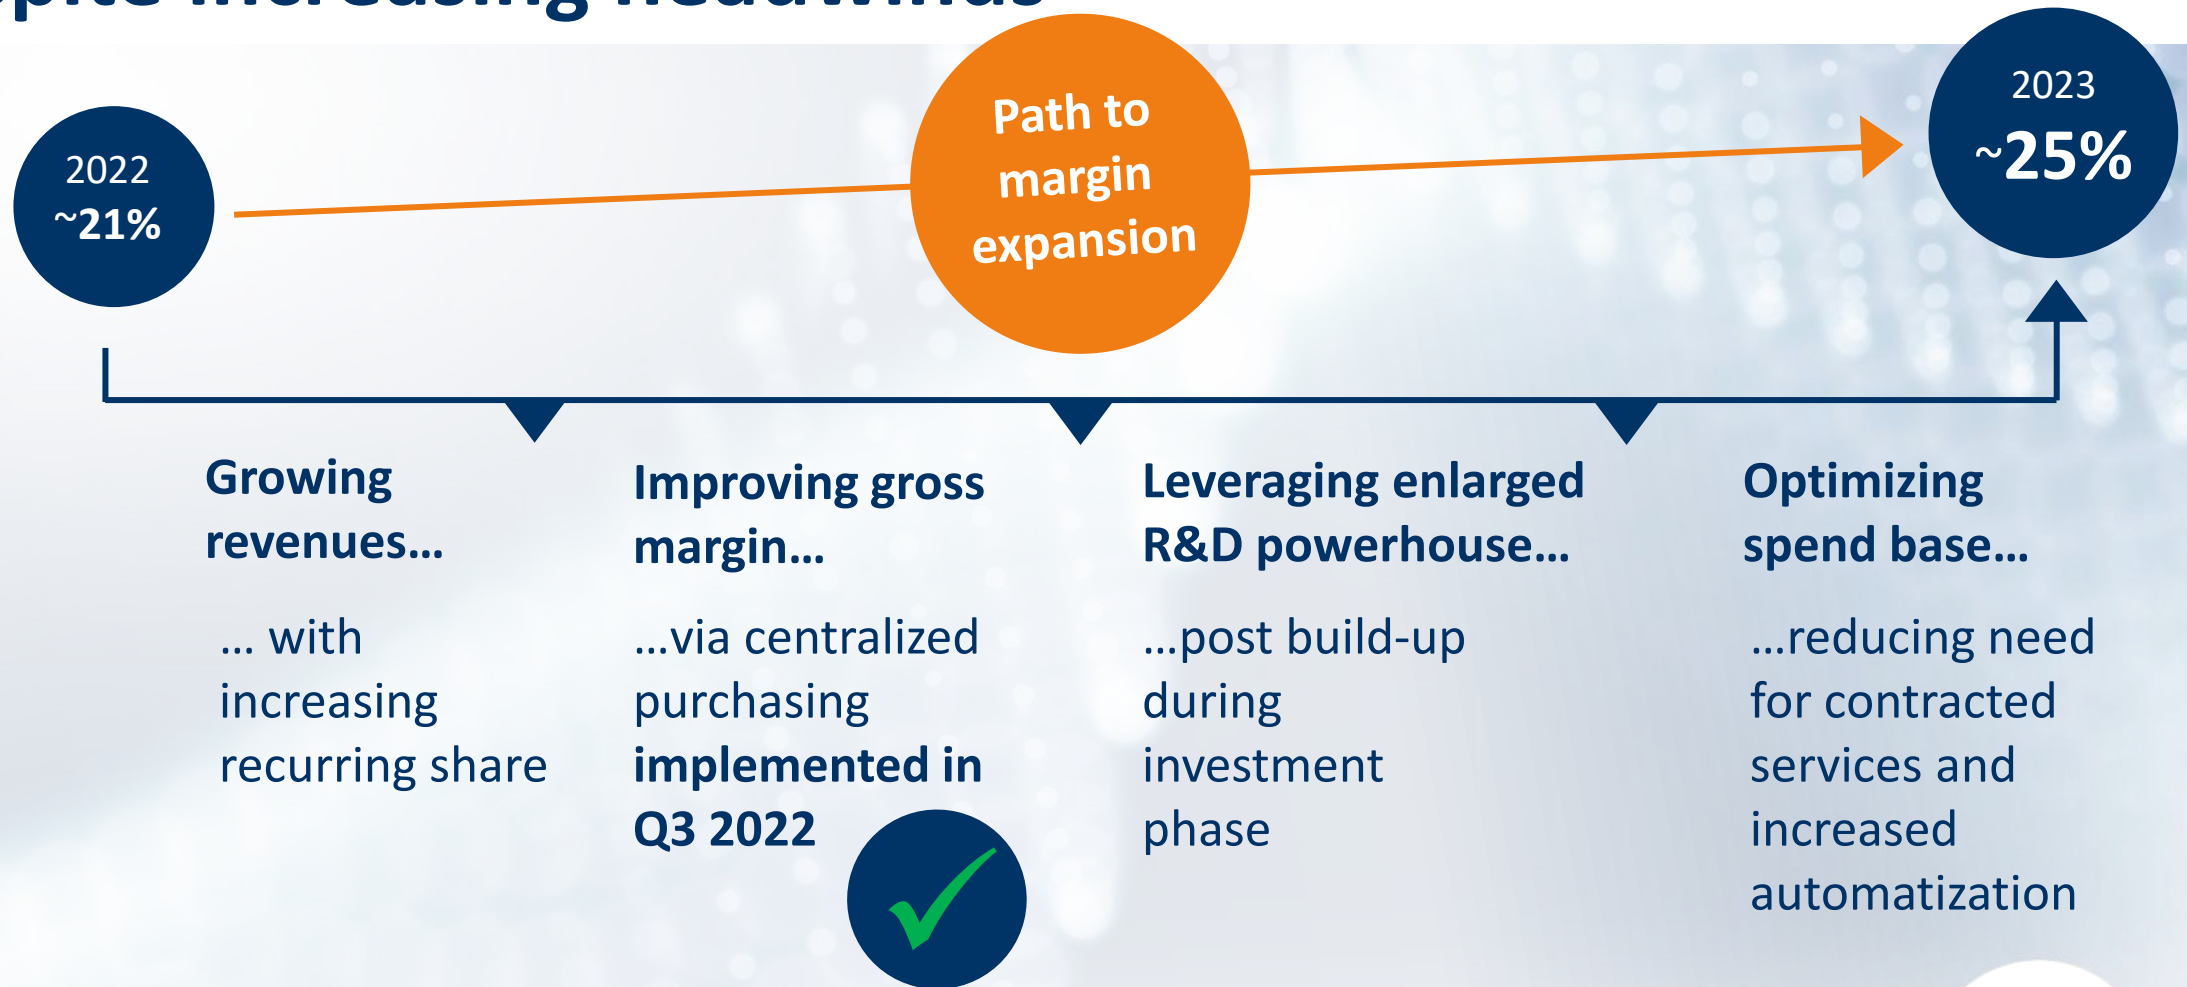 increasing headwinds
2022
~21%
Path to
margin
expansion
2023
~25%
Growing
revenues…
… with
increasing
recurring share
Improving gross
margin…
…via centralized
purchasing
implemented in
Q3 2022
Leveraging enlarged
R&D powerhouse…
…post build-up
during
investment
phase
Optimizing
spend base…
…reducing need
for contracted
services and
increased
automatization